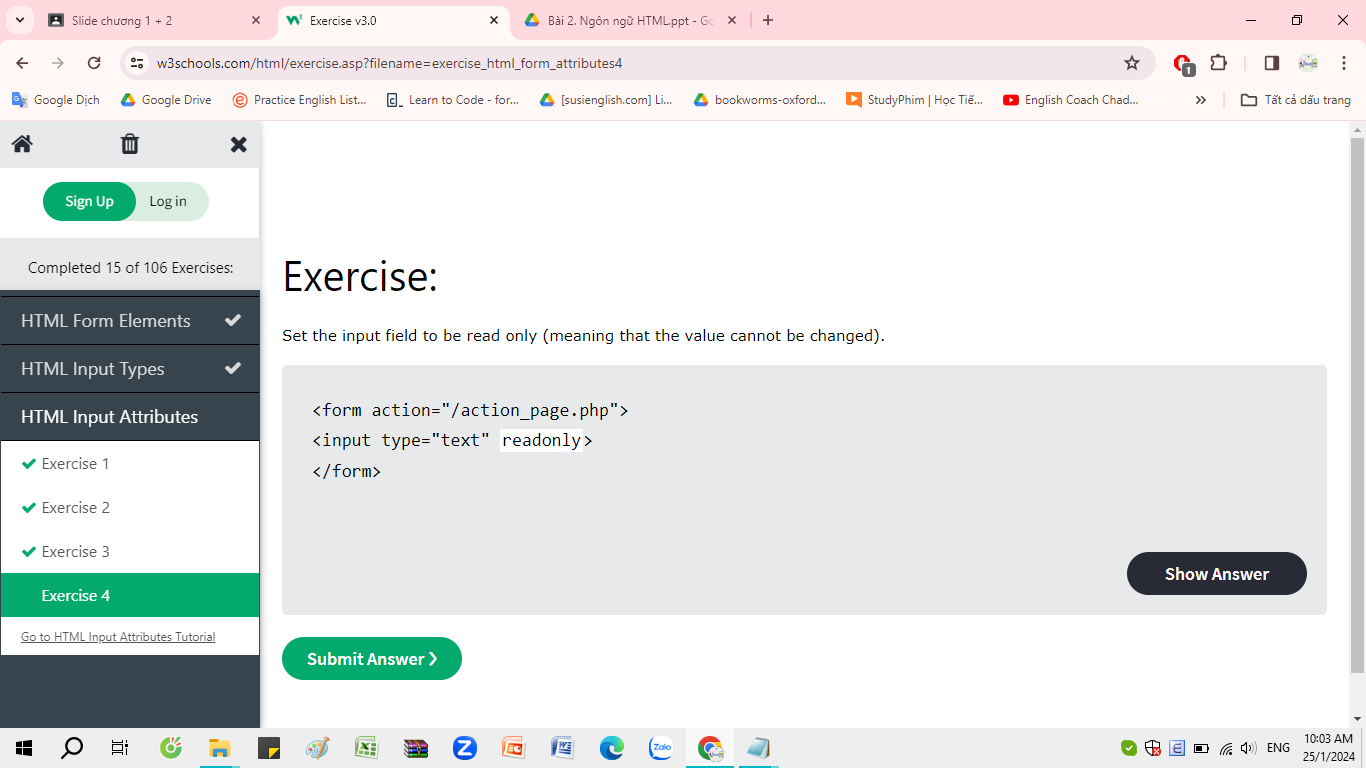 Slide chương 1 + 2
Exercise v3.0
Bài 2. Ngôn ngữ HTML.ppt - Go
w3schools.com/html/exercise.asp?filename=exercise_html_form_attributes4
1
Google Dịch
Google Drive
Practice English List...
Learn to Code - for...
[susienglish.com] Li...
bookworms-oxford...
StudyPhim | Học Tiế...
English Coach Chad...
Tất cả dấu trang
Sign Up
Log in
Completed 15 of 106 Exercises:
HTML Form Elements
HTML Input Types
HTML Input Attributes
Exercise 1
Exercise 2
Exercise 3
Exercise 4
Go to HTML Input Attributes Tutorial
Exercise:
Set the input field to be read only (meaning that the value cannot be changed).
<form action="/action_page.php">
<input type="text" readonly>
</form>
Show Answer
Submit Answer ❯
Zalo
ENG
10:03 AM
25/1/2024